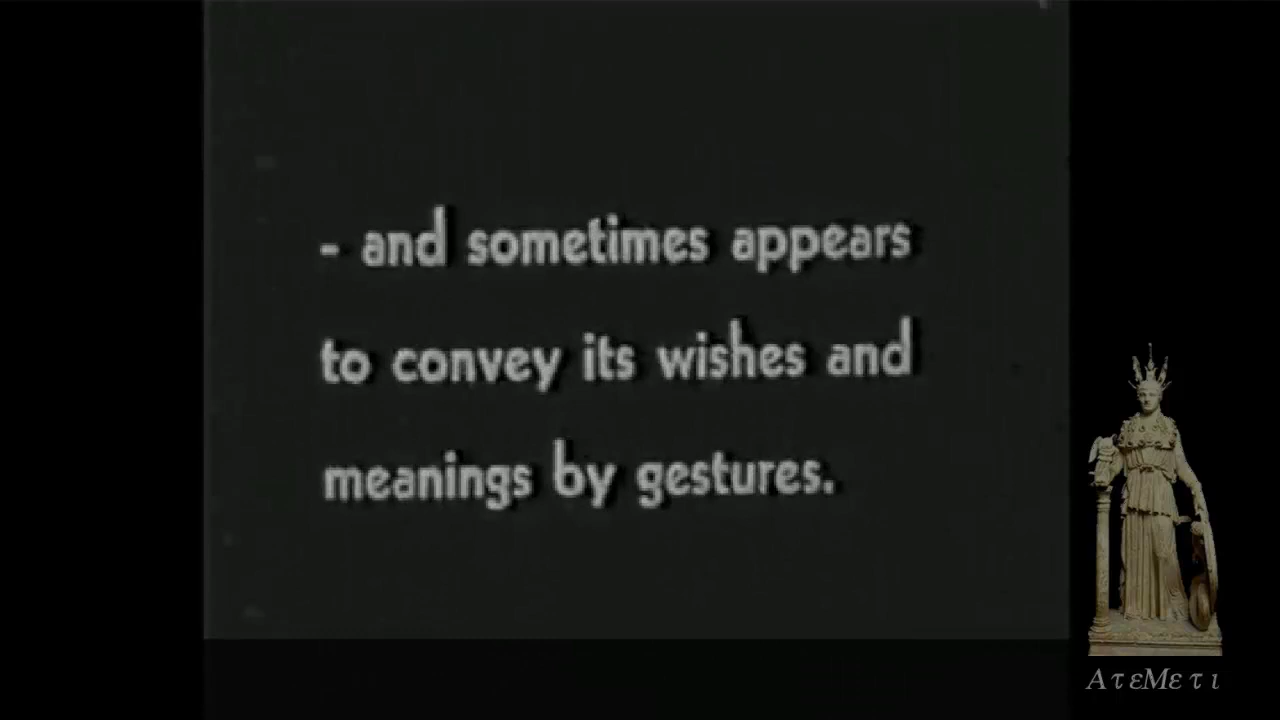 - and sometimes appears
to convey its wishes and
meanings by gestures.
ΑτεΜετι